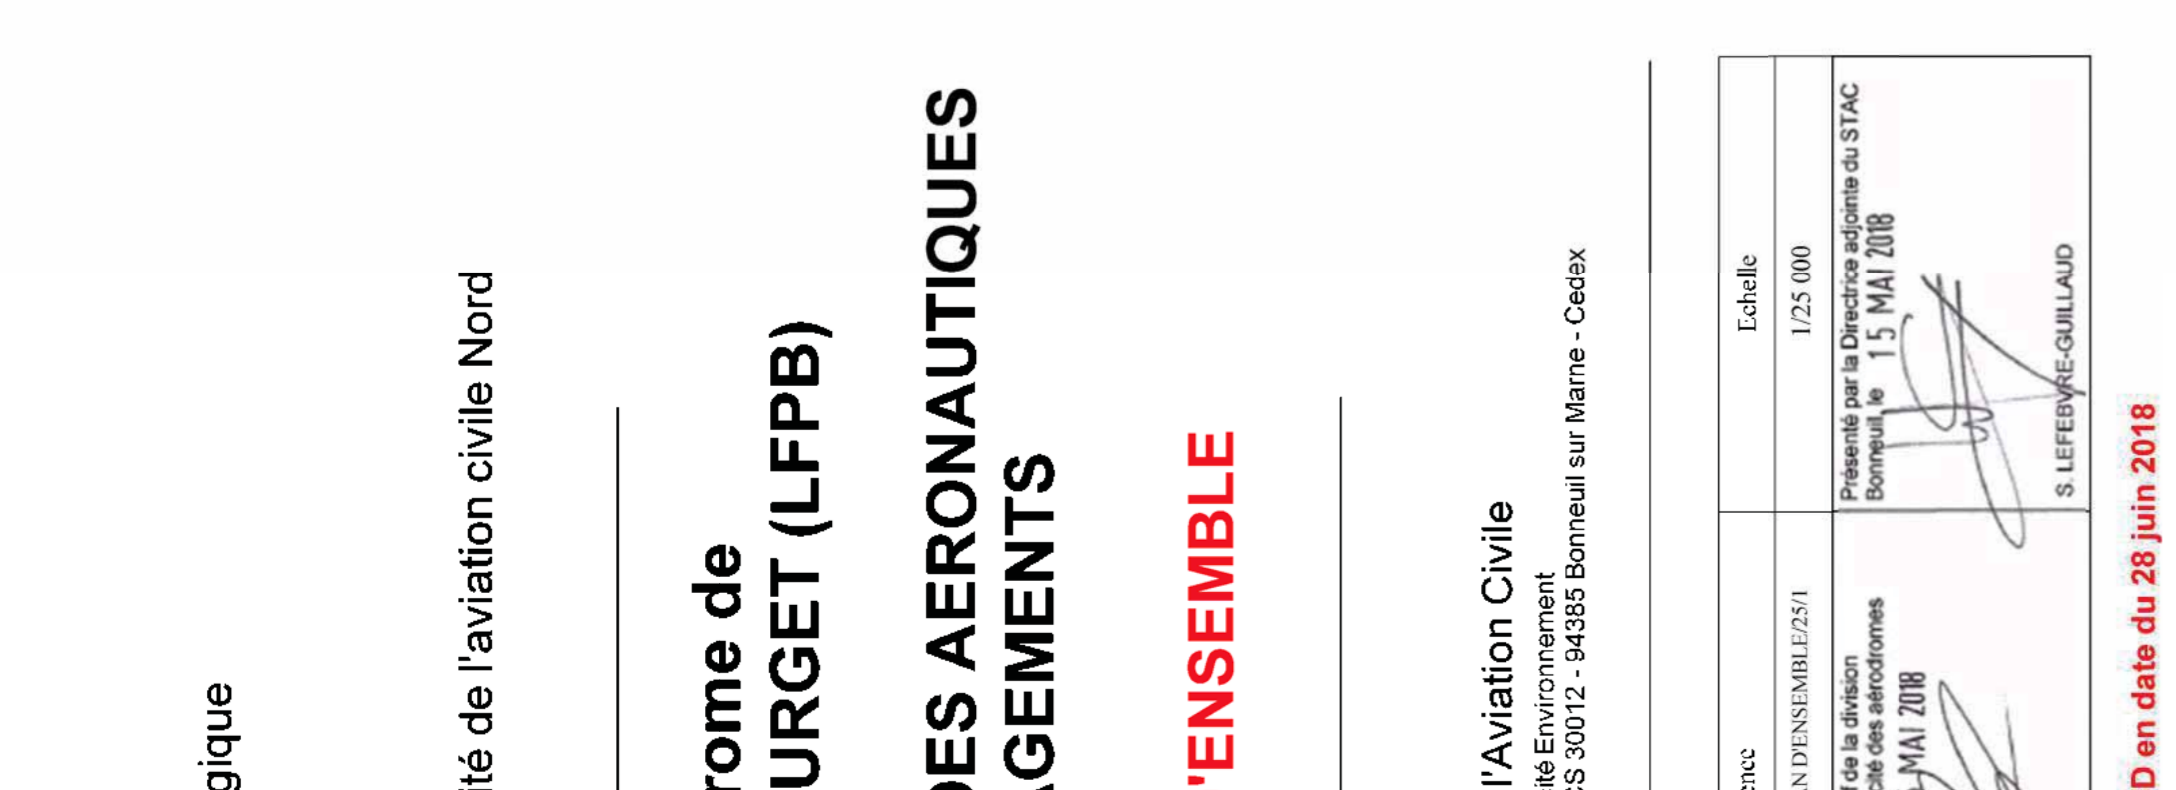 gique
ité de l'aviation civile Nord
rome de
URGET (LFPB)
DES AERONAUTIQUES
AGEMENTS
'ENSEMBLE
l'Aviation Civile
ité Environnement
CS 30012 - 94385 Bonneuil sur Marne - Cedex
ence
Echelle
N D'ENSEMBLE/25/1
1/25 000
de la division
cité des aérodromes
MAI 2018
Présenté par la Directrice adjointe du STAC
Bonneuil, le 15 MAI 2018
S. LEFEBVRE-GUILLAUD
D en date du 28 juin 2018